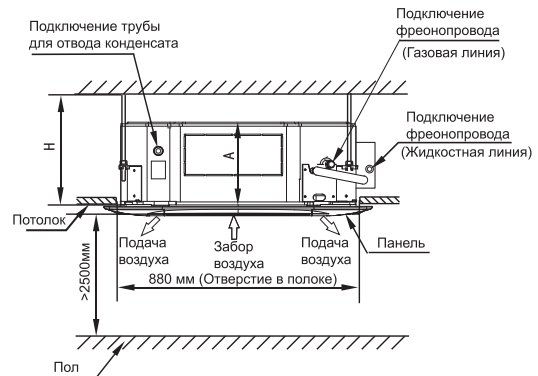 Подключение трубы
для отвода конденсата
Подключение
фреонопровода
(Газовая линия)
H
A
Подключение
фреонопровода
(Жидкостная линия)
Потолок
Подача
воздуха
Забор
воздуха
Подача
воздуха
Панель
>2500мм
880 мм (Отверстие в полоке)
Пол